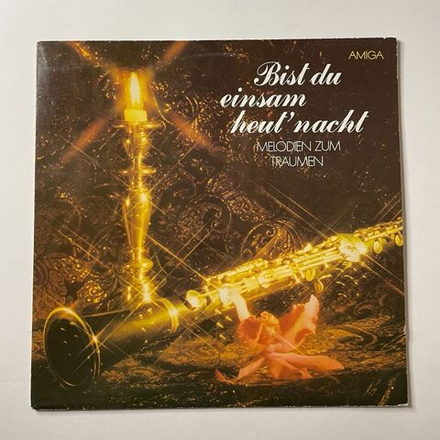 AMIGA
Bist du
einsam
heut' nacht
MELODIEN ZUM
TRÄUMEN